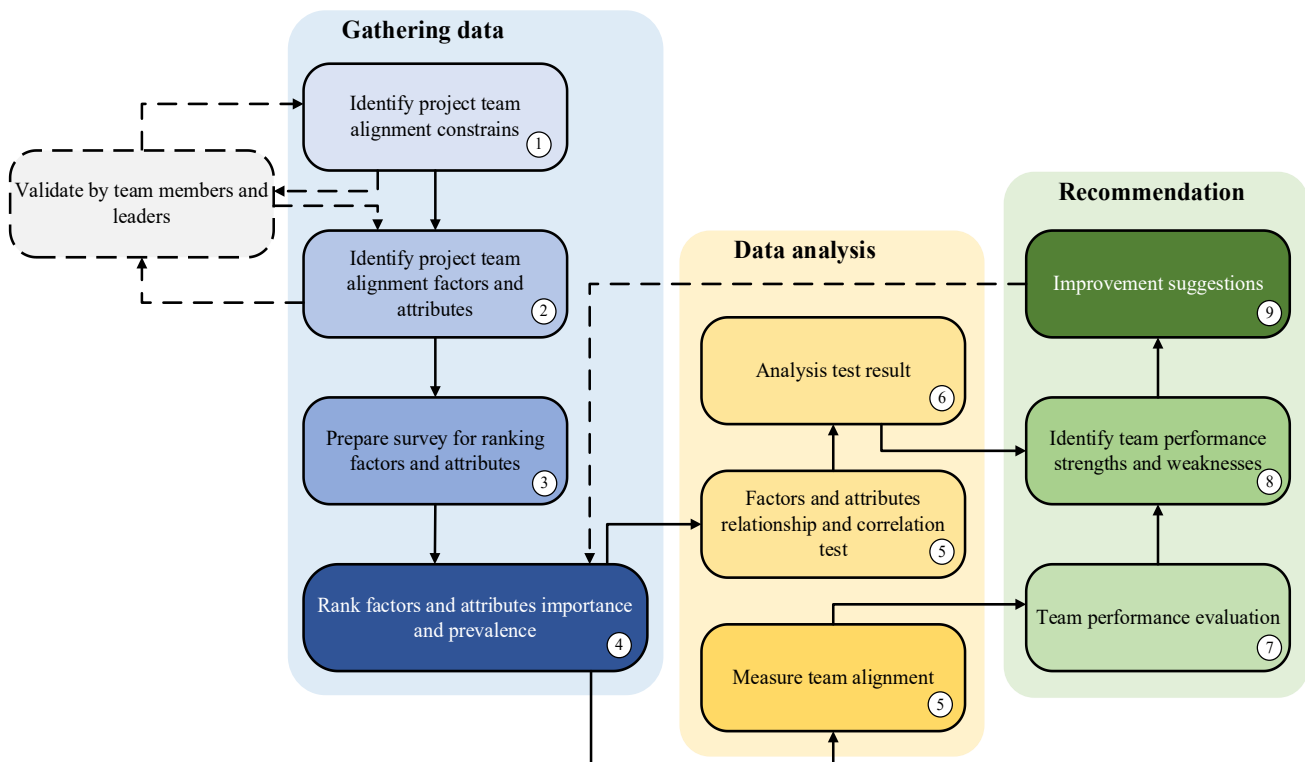 Gathering data
Identify project team
alignment constrains
1
Validate by team members and
leaders
Identify project team
alignment factors and
attributes
2
Prepare survey for ranking
factors and attributes
3
Rank factors and attributes importance
and prevalence
4
Data analysis
Analysis test result
6
Factors and attributes
relationship and correlation
test
5
Measure team alignment
5
Recommendation
Improvement suggestions
9
Identify team performance
strengths and weaknesses
8
Team performance evaluation
7